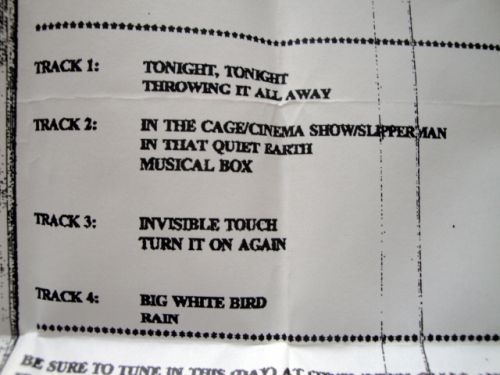 TRACK 1: TONIGHT, TONIGHT
THROWING IT ALL AWAY
TRACK 2: IN THE CAGE/CINEMA SHOW/SLIPPERMAN
IN THAT QUIET EARTH
MUSICAL BOX
TRACK 3: INVISIBLE TOUCH
TURN IT ON AGAIN
TRACK 4: BIG WHITE BIRD
RAIN
BE SURE TO TUNE IN THIS (DAY) AT